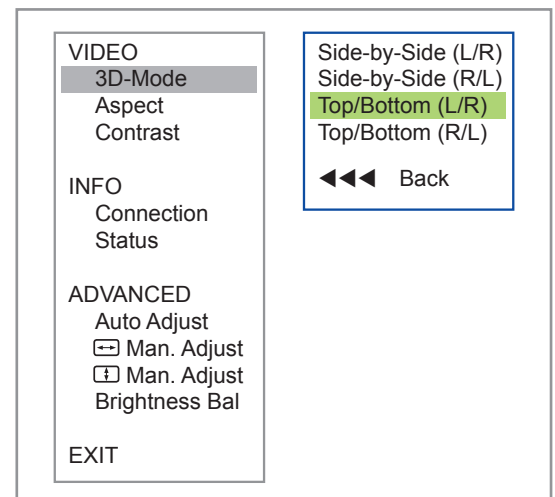 VIDEO
3D-Mode
Aspect
Contrast
INFO
Connection
Status
ADVANCED
Auto Adjust
Man. Adjust
Man. Adjust
Brightness Bal
EXIT
Side-by-Side (L/R)
Side-by-Side (R/L)
Top/Bottom (L/R)
Top/Bottom (R/L)
◀◀◀ Back